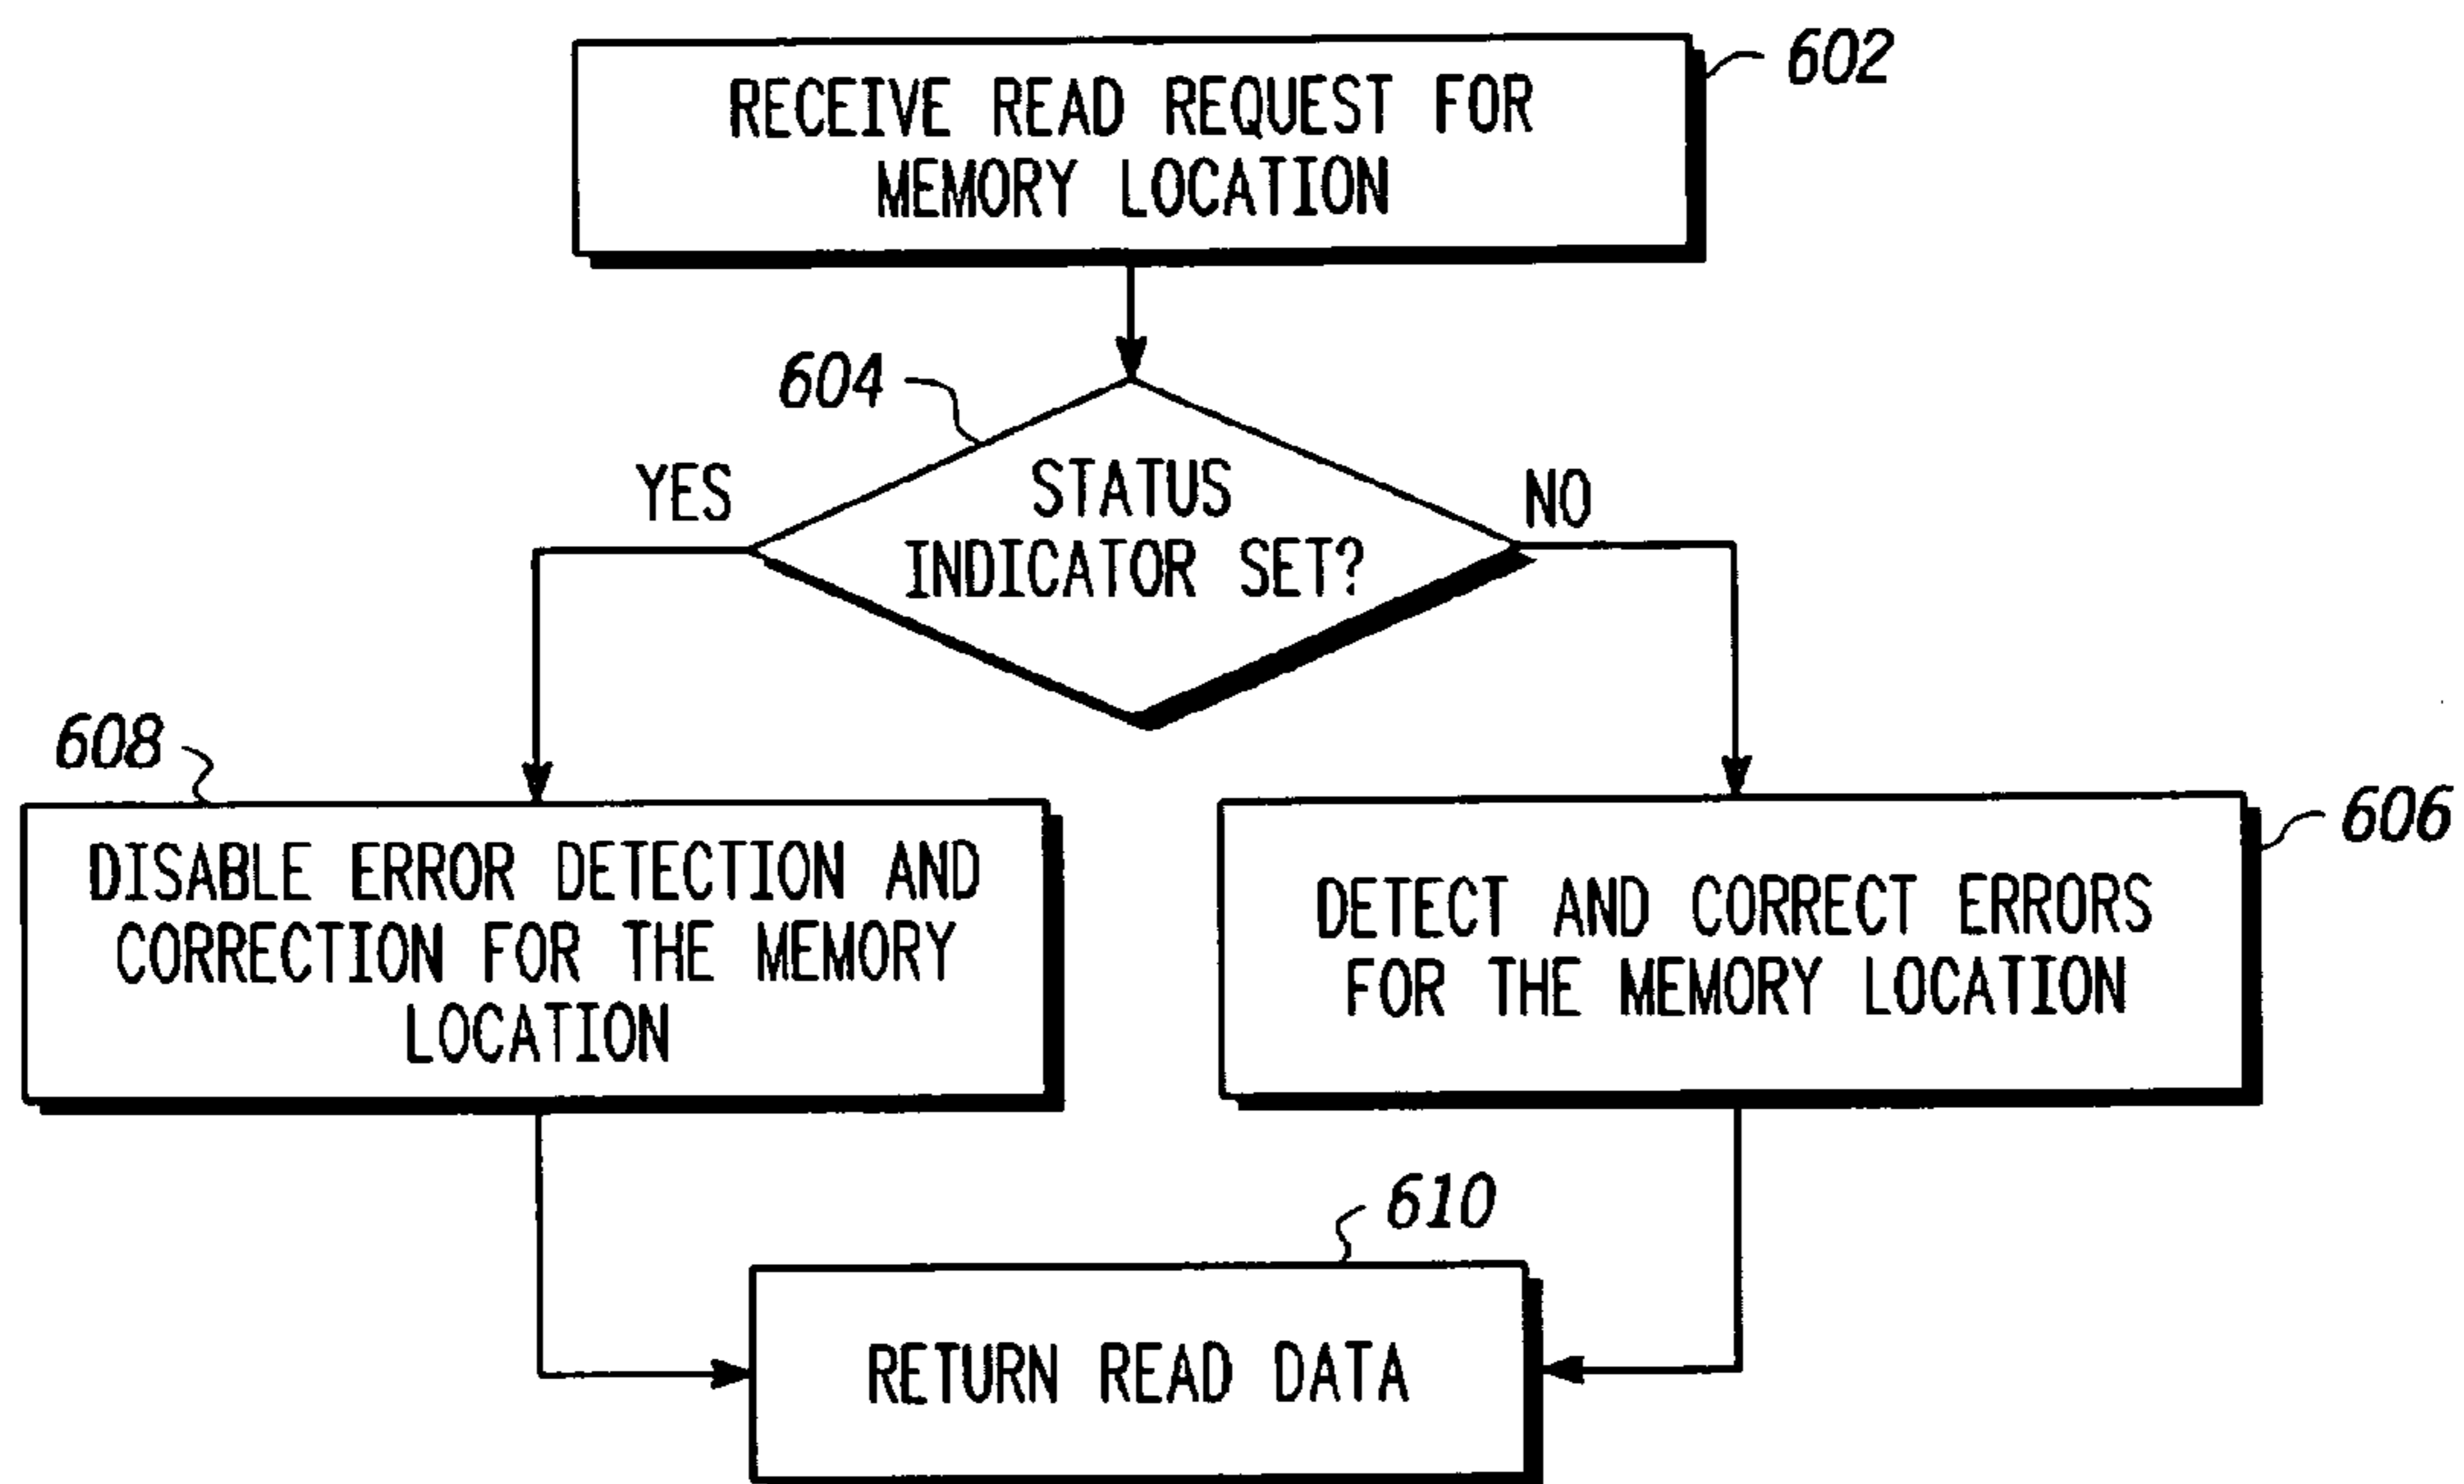 RECEIVE READ REQUEST FOR
MEMORY LOCATION
602
604
STATUS
INDICATOR SET?
YES
NO
608
DISABLE ERROR DETECTION AND
CORRECTION FOR THE MEMORY
LOCATION
606
DETECT AND CORRECT ERRORS
FOR THE MEMORY LOCATION
610
RETURN READ DATA